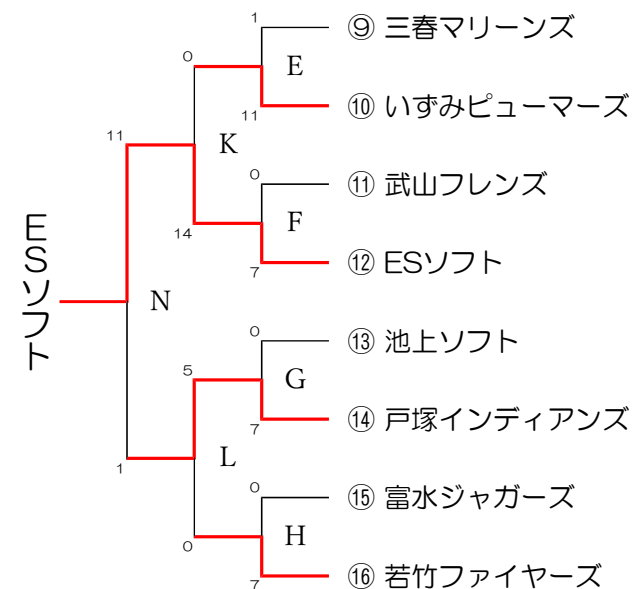 1
⑨ 三春マリーンズ
E
0
11
⑩ いずみピューマーズ
11
K
0
⑪ 武山フレンズ
14
F
7
⑫ ESソフト
ESソフト
N
0
⑬ 池上ソフト
5
G
7
⑭ 戸塚インディアンズ
1
L
0
⑮ 富水ジャガーズ
0
H
7
⑯ 若竹ファイヤーズ